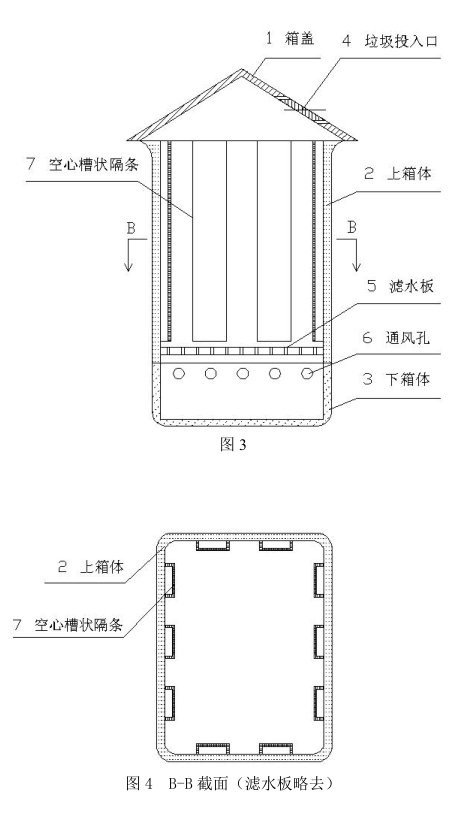 1 箱盖
4 垃圾投入口
7 空心槽状隔条
2 上箱体
B B
5 滤水板
6 通风孔
3 下箱体
图 3
2 上箱体
7 空心槽状隔条
图 4 B-B 截面（滤水板略去）